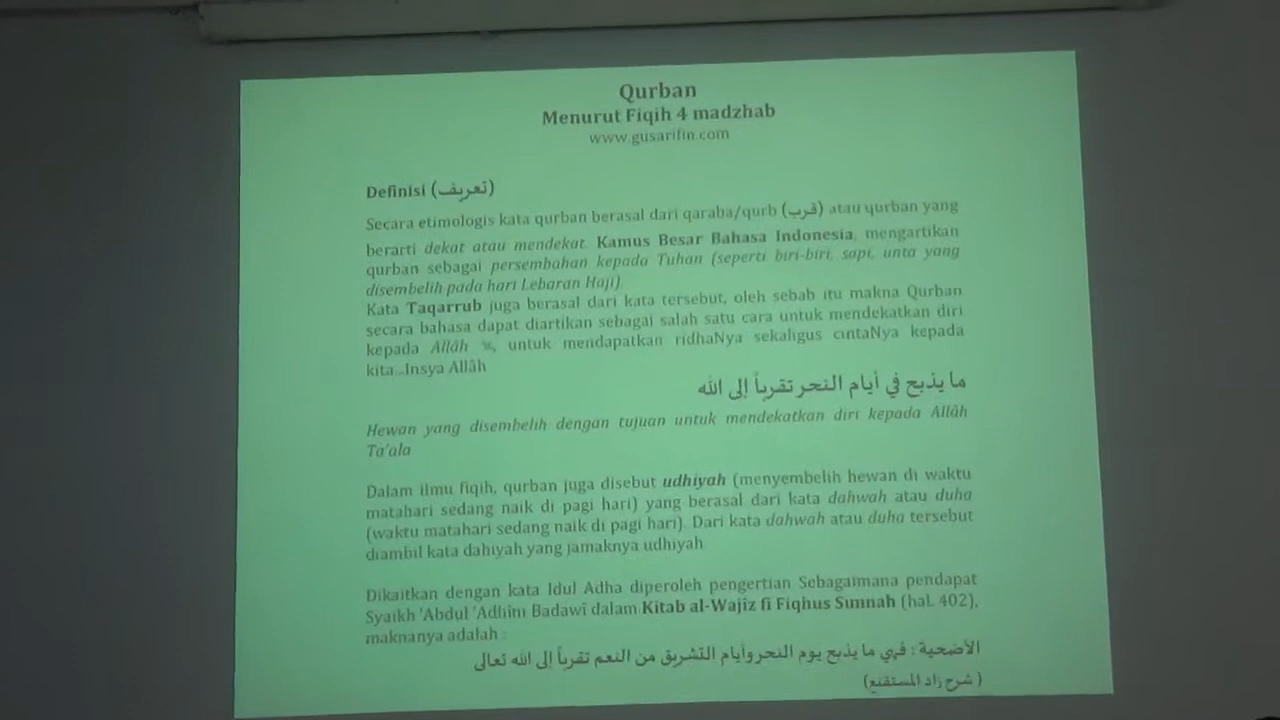 Qurban
Menurut Fiqih 4 madzhab
www.gusarifin.com
Definisi (تعريف)
Secara etimologis kata qurban berasal dari qaraba/qurb (قرب) atau qurban yang
berarti dekat atau mendekat. Kamus Besar Bahasa Indonesia, mengartikan
qurban sebagai persembahan kepada Tuhan (seperti biri-biri, sapi, unta yang
disembelih pada hari Lebaran Haji).
Kata Taqarrub juga berasal dari kata tersebut, oleh sebab itu makna Qurban
secara bahasa dapat diartikan sebagai salah satu cara untuk mendekatkan diri
kepada Allâh , untuk mendapatkan ridhaNya sekaligus cintaNya kepada
kita...Insya Allâh
ما يذبح في أيام النحر تقرباً إلى الله
Hewan yang disembelih dengan tujuan untuk mendekatkan diri kepada Allâh
Ta'ala
Dalam ilmu fiqih, qurban juga disebut udhiyah (menyembelih hewan di waktu
matahari sedang naik di pagi hari) yang berasal dari kata dahwah atau duha
(waktu matahari sedang naik di pagi hari). Dari kata dahwah atau duha tersebut
diambil kata dahiyah yang jamaknya udhiyah
Dikaitkan dengan kata Idul Adha diperoleh pengertian Sebagaimana pendapat
Syaikh 'Abdul 'Adhîm Badawî dalam Kitab al-Wajîz fî Fiqhus Sunnah (hal. 402),
maknanya adalah :
الأضحية : فهي ما يذبح يوم النحر وأيام التشريق من النعم تقرباً إلى الله تعالى
( شرح زاد المستقنع)